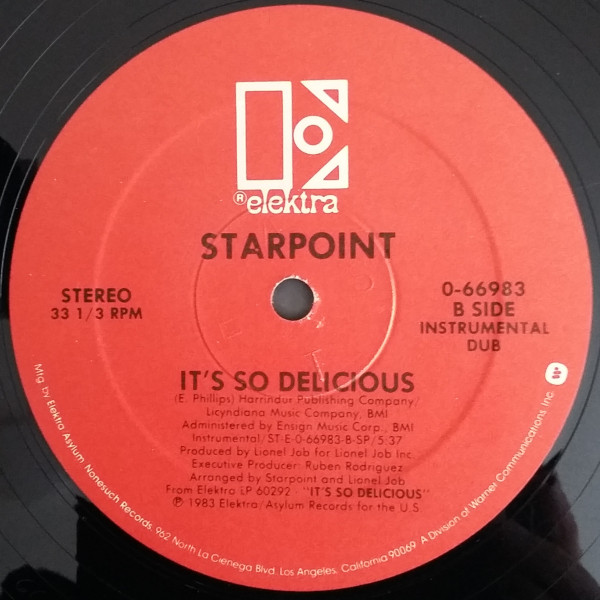 ® elektra
STARPOINT
STEREO
33 1/3 RPM
0-66983
B SIDE
INSTRUMENTAL
DUB
IT'S SO DELICIOUS
(E. Phillips) Harrindur Publishing Company/
Licyndiana Music Company, BMI
Administered by Ensign Music Corp., BMI
Instrumental/ST-E-0-66983-B-SP/5:37
Produced by Lionel Job for Lionel Job Inc.
Executive Producer: Ruben Rodriguez
Arranged by Starpoint and Lionel Job
From Elektro LP 60292 - "IT'S SO DELICIOUS"
℗ 1983 Elektra/Asylum Records for the U.S.
Mfg. by Elektra Asylum Nonesuch Records, 962 North La Cienega Blvd., Los Angeles, California 90069. A Division of Warner Communications Inc.